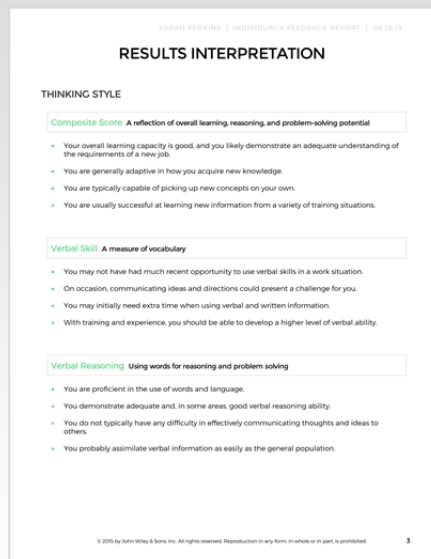 SARAH PERKINS | INDIVIDUAL'S FEEDBACK REPORT | 09.26.15
RESULTS INTERPRETATION
THINKING STYLE
Composite Score A reflection of overall learning, reasoning, and problem-solving potential
Your overall learning capacity is good, and you likely demonstrate an adequate understanding of
the requirements of a new job.
You are generally adaptive in how you acquire new knowledge.
You are typically capable of picking up new concepts on your own.
You are usually successful at learning new information from a variety of training situations.
Verbal Skill A measure of vocabulary
You may not have had much recent opportunity to use verbal skills in a work situation.
On occasion, communicating ideas and directions could present a challenge for you.
You may initially need extra time when using verbal and written information.
With training and experience, you should be able to develop a higher level of verbal ability.
Verbal Reasoning Using words for reasoning and problem solving
You are proficient in the use of words and language.
You demonstrate adequate and, in some areas, good verbal reasoning ability.
You do not typically have any difficulty in effectively communicating thoughts and ideas to
others.
You probably assimilate verbal information as easily as the general population.
© 2015 by John Wiley & Sons, Inc. All rights reserved. Reproduction in any form, in whole or in part, is prohibited.
3